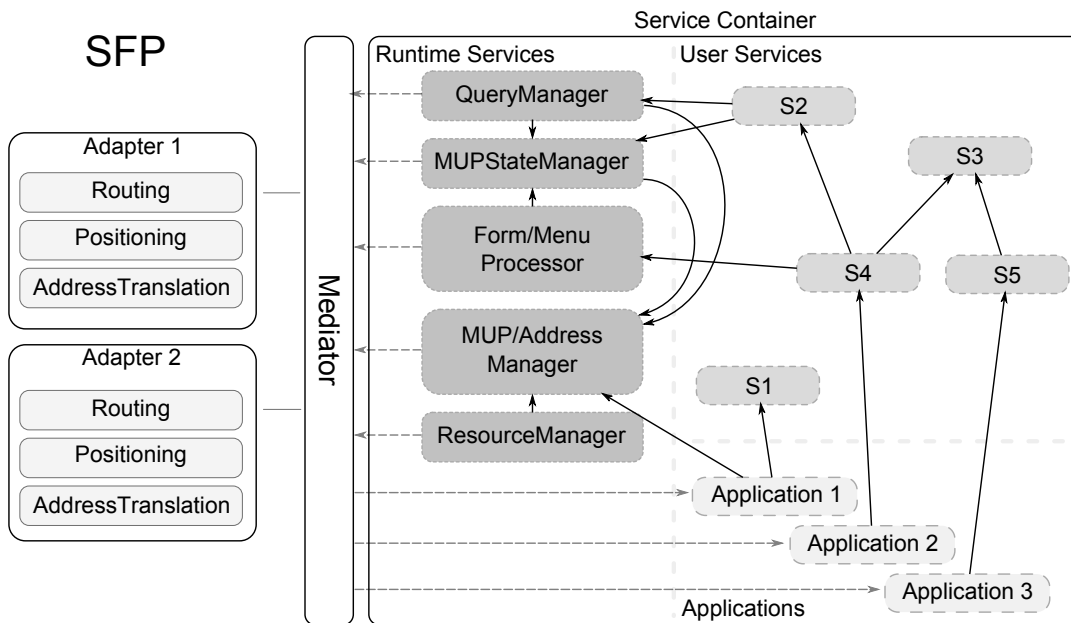 SFP
Adapter 1
Routing
Positioning
AddressTranslation
Adapter 2
Routing
Positioning
AddressTranslation
Mediator
Service Container
Runtime Services
User Services
QueryManager
MUPStateManager
Form/Menu
Processor
MUP/Address
Manager
ResourceManager
S2
S3
S4
S5
S1
Application 1
Application 2
Application 3
Applications